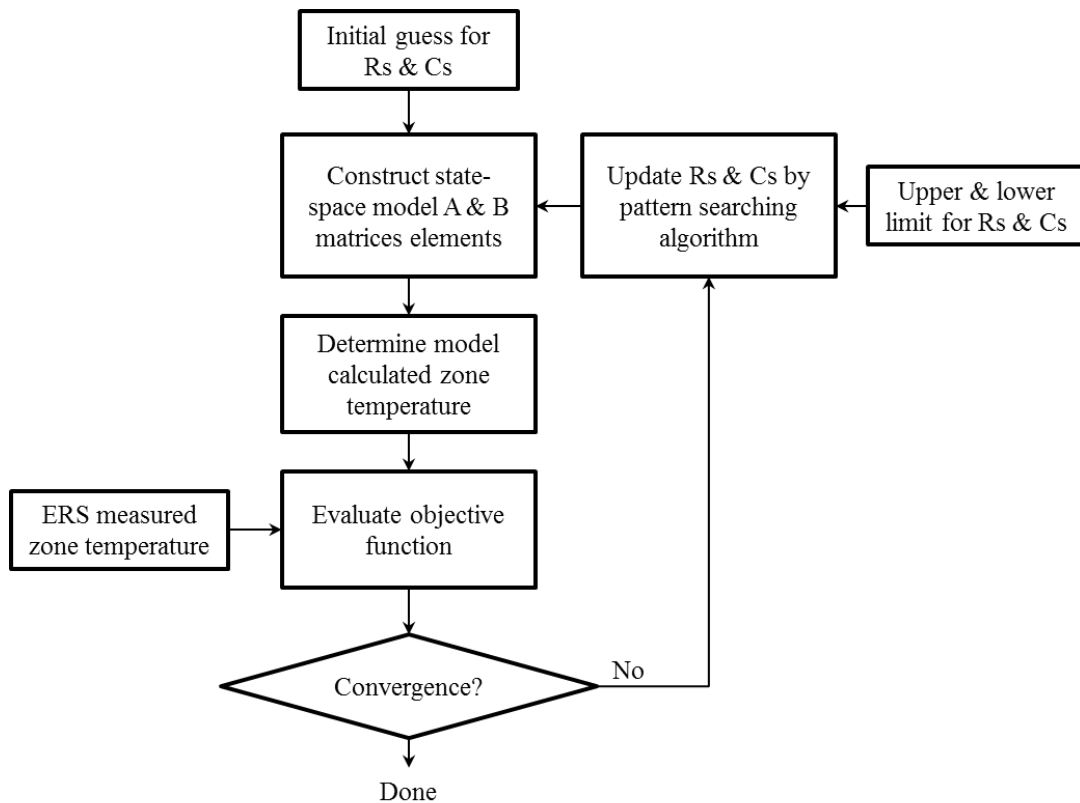 Initial guess for
Rs & Cs
Construct state-
space model A & B
matrices elements
Update Rs & Cs by
pattern searching
algorithm
Upper & lower
limit for Rs & Cs
Determine model
calculated zone
temperature
ERS measured
zone temperature
Evaluate objective
function
Convergence?
No
Done